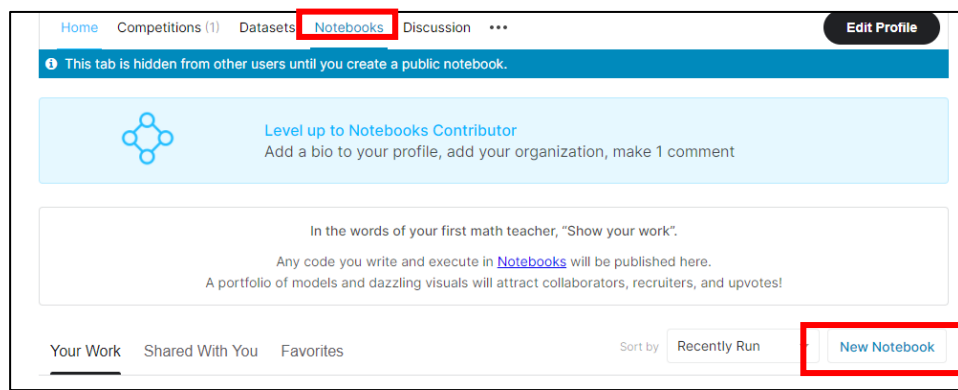 Home Competitions (1) Datasets Notebooks Discussion ••• Edit Profile
This tab is hidden from other users until you create a public notebook.
Level up to Notebooks Contributor
Add a bio to your profile, add your organization, make 1 comment
In the words of your first math teacher, “Show your work”.
Any code you write and execute in Notebooks will be published here.
A portfolio of models and dazzling visuals will attract collaborators, recruiters, and upvotes!
Your Work Shared With You Favorites Sort by Recently Run New Notebook